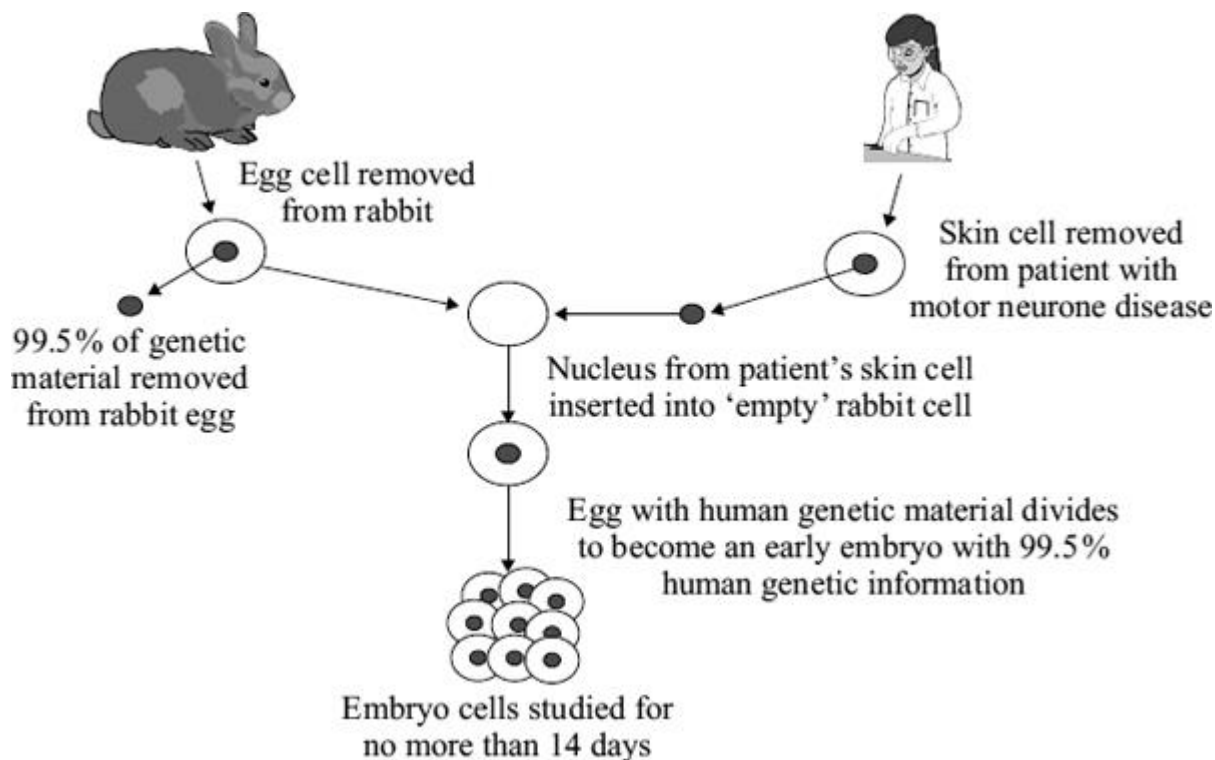 Egg cell removed
from rabbit
Skin cell removed
from patient with
motor neurone disease
99.5% of genetic
material removed
from rabbit egg
Nucleus from patient’s skin cell
inserted into ‘empty’ rabbit cell
Egg with human genetic material divides
to become an early embryo with 99.5%
human genetic information
Embryo cells studied for
no more than 14 days